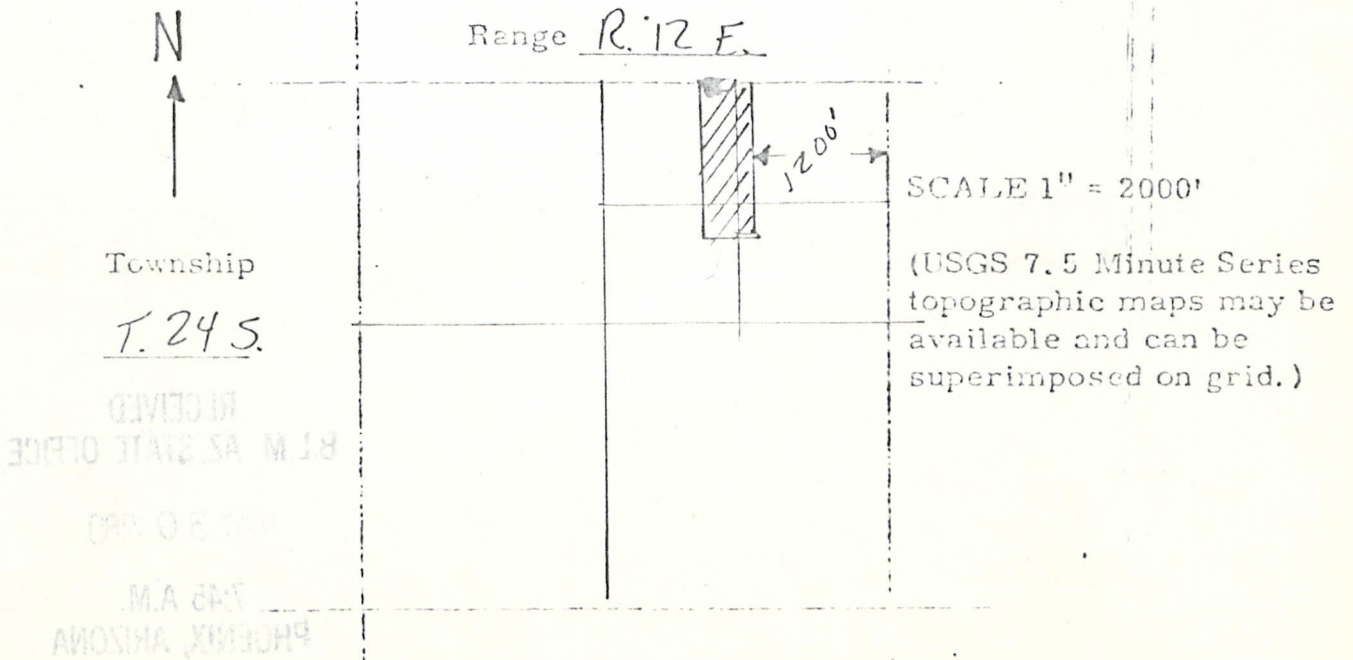 N
Range R. 12 E.
1200'
SCALE 1" = 2000'
Township
T. 24 S.
(USGS 7.5 Minute Series
topographic maps may be
available and can be
superimposed on grid.)
RECEIVED
B.L.M. AZ STATE OFFICE
7:45 A.M.
PHOENIX, ARIZONA